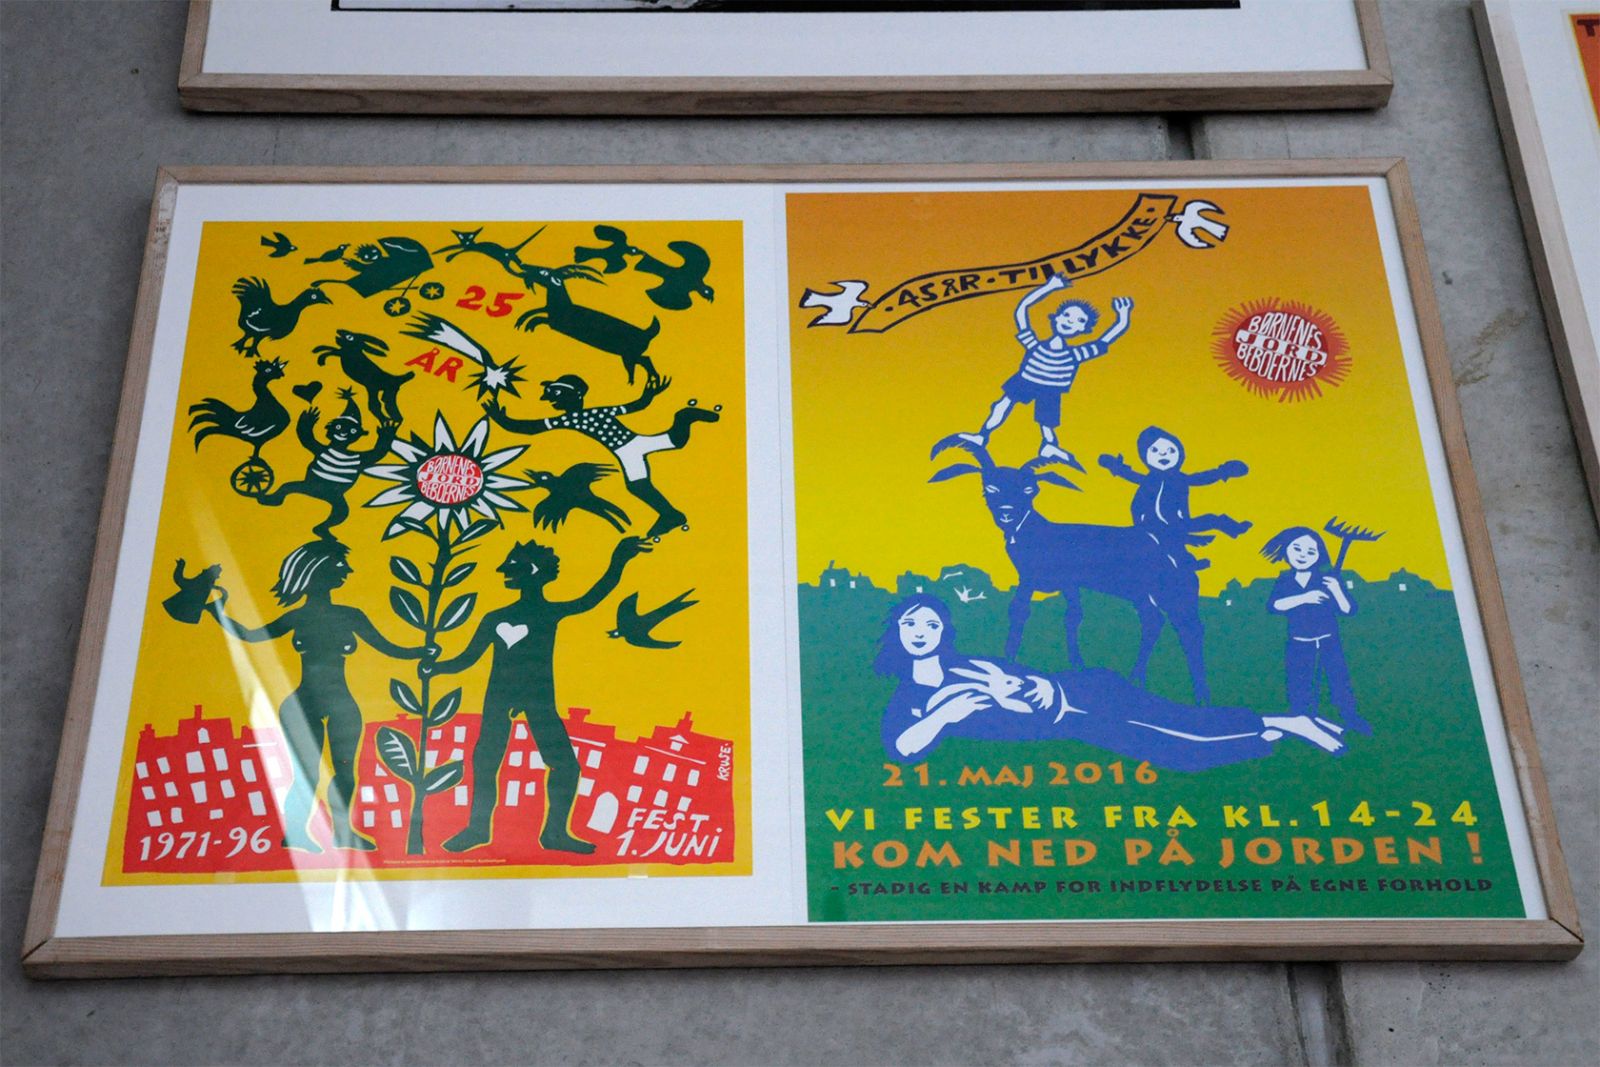 25
ÅR
BØRNENES
JORD
BEBOERNES
KRUSE
1971-96
FEST
1. JUNI
· 45 ÅR · TILLYKKE ·
BØRNENES
JORD
BEBOERNES
21. MAJ 2016
VI FESTER FRA KL. 14-24
KOM NED PÅ JORDEN !
- STADIG EN KAMP FOR INDFLYDELSE PÅ EGNE FORHOLD